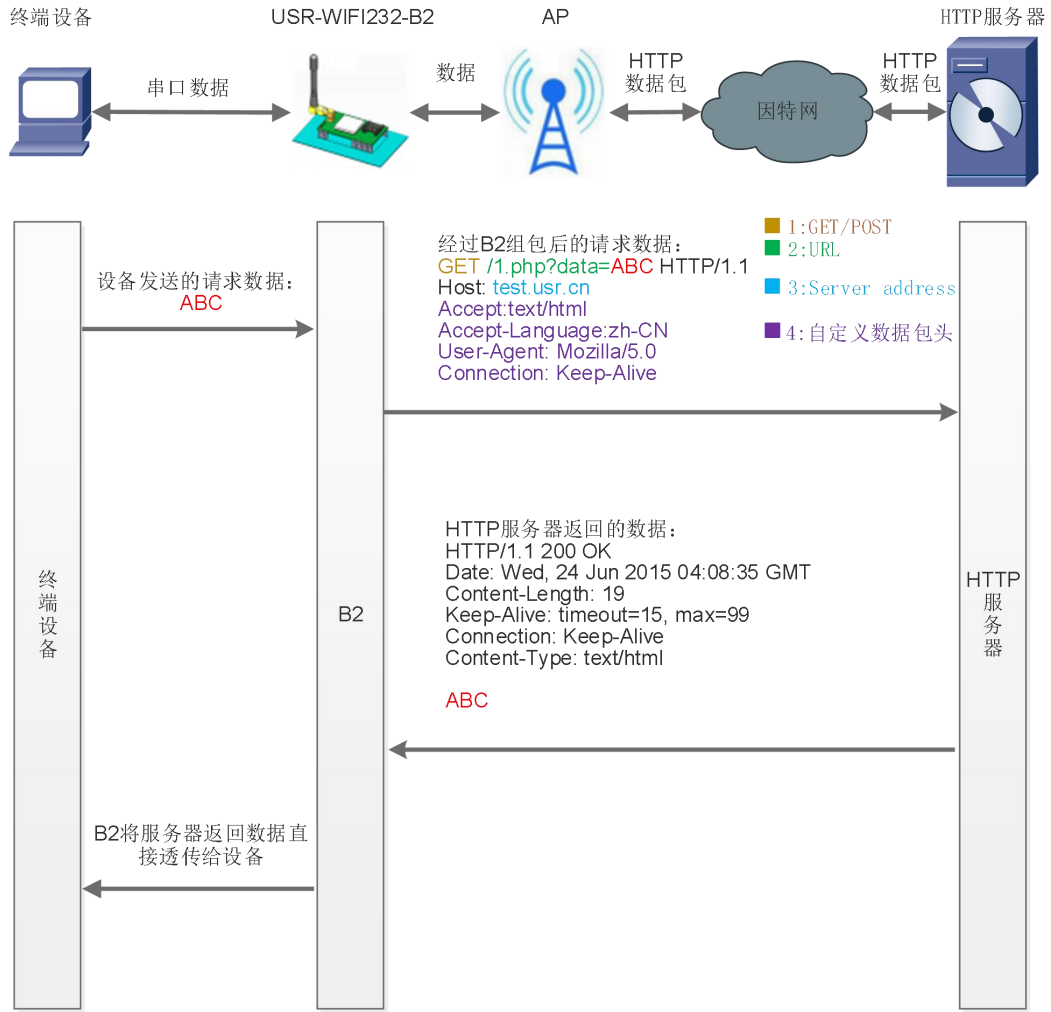 终端设备
USR-WIFI232-B2
AP
HTTP服务器
串口数据
数据
HTTP
数据包
因特网
HTTP
数据包
设备发送的请求数据：
ABC
经过B2组包后的请求数据：
GET /1.php?data=ABC HTTP/1.1
Host: test.usr.cn
Accept:text/html
Accept-Language:zh-CN
User-Agent: Mozilla/5.0
Connection: Keep-Alive
1:GET/POST
2:URL
3:Server address
4:自定义数据包头
HTTP服务器返回的数据：
HTTP/1.1 200 OK
Date: Wed, 24 Jun 2015 04:08:35 GMT
Content-Length: 19
Keep-Alive: timeout=15, max=99
Connection: Keep-Alive
Content-Type: text/html
ABC
终
端
设
备
B2
HTTP
服
务
器
B2将服务器返回数据直
接透传给设备